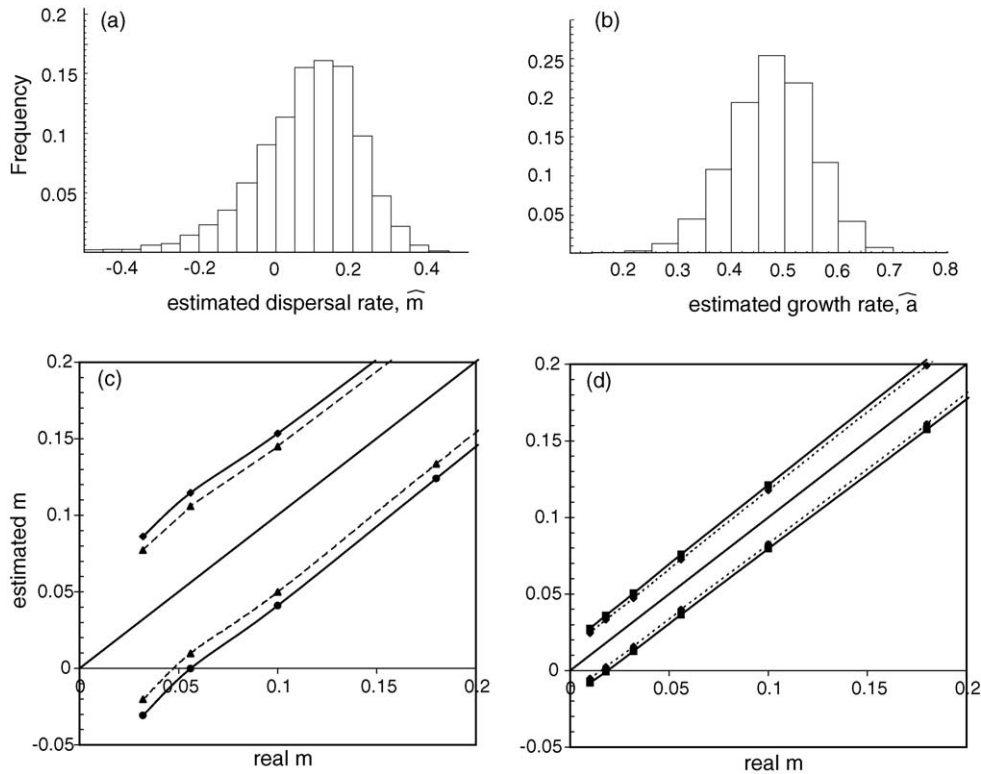 (a)
Frequency
0.2
0.15
0.1
0.05
-0.4 -0.2 0 0.2 0.4
estimated dispersal rate, m̂
(b)
0.25
0.2
0.15
0.1
0.05
0.2 0.3 0.4 0.5 0.6 0.7 0.8
estimated growth rate, â
(c)
estimated m
0.2
0.15
0.1
0.05
0
-0.05
0 0.05 0.1 0.15 0.2
real m
(d)
0.2
0.15
0.1
0.05
0
-0.05
0 0.05 0.1 0.15 0.2
real m